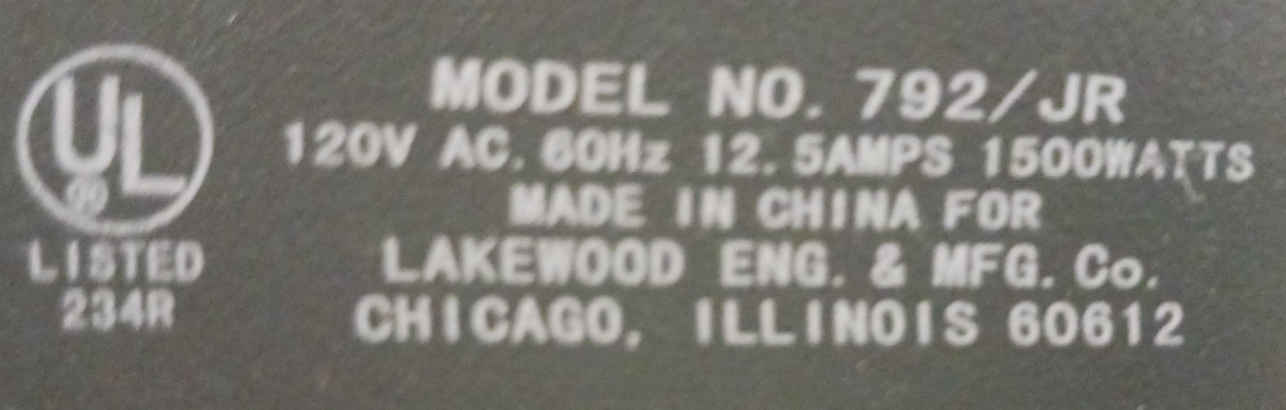 UL
LISTED
234R
MODEL NO. 792/JR
120V AC. 60Hz 12.5AMPS 1500WATTS
MADE IN CHINA FOR
LAKEWOOD ENG. & MFG. Co.
CHICAGO, ILLINOIS 60612